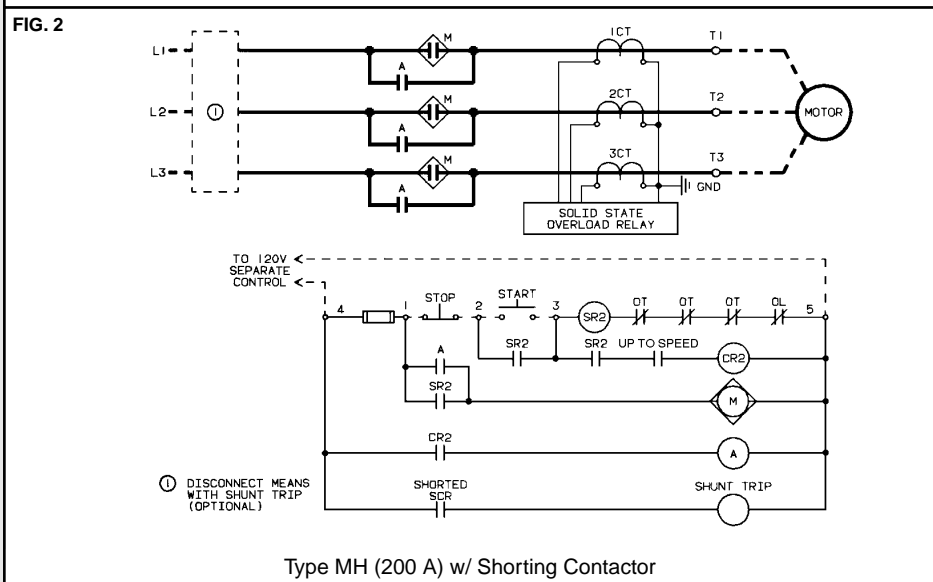 FIG. 2
L1
M
A
1CT
T1
L2
1
M
A
2CT
T2
MOTOR
L3
M
A
3CT
T3
GND
SOLID STATE
OVERLOAD RELAY
TO 120V
SEPARATE
CONTROL
4
1
STOP
2
START
3
SR2
OT
OT
OT
OL
5
SR2
SR2
UP TO SPEED
CR2
A
SR2
M
CR2
A
1 DISCONNECT MEANS
WITH SHUNT TRIP
(OPTIONAL)
SHORTED
SCR
SHUNT TRIP
Type MH (200 A) w/ Shorting Contactor